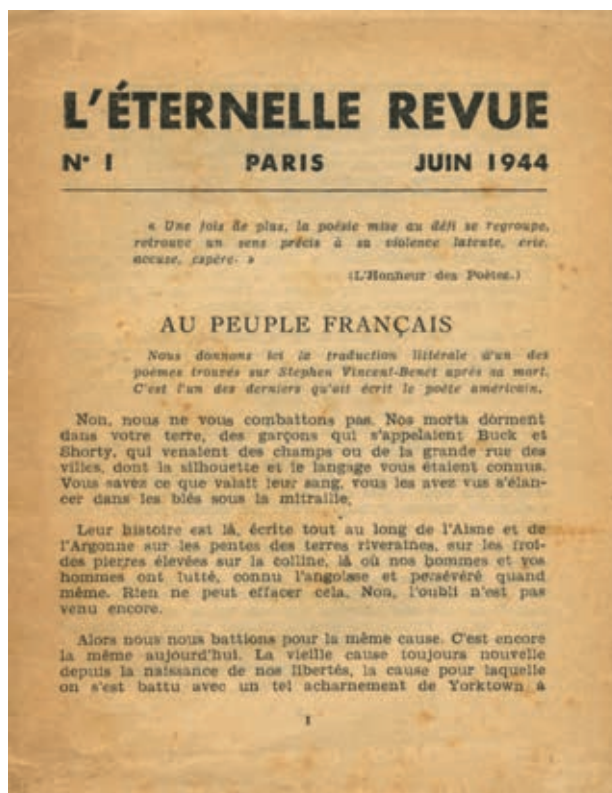 L'ÉTERNELLE REVUE
N° 1 PARIS JUIN 1944
« Une fois de plus, la poésie mise au défi se regroupe,
retrouve un sens précis à sa violence latente, crie,
accuse, espère. »
(L'Honneur des Poètes.)
AU PEUPLE FRANÇAIS
Nous donnons ici la traduction littérale d'un des
poèmes trouvés sur Stephen Vincent-Benet après sa mort.
C'est l'un des derniers qu'ait écrit le poète américain.
Non, nous ne vous combattons pas. Nos morts dorment
dans votre terre, des garçons qui s'appelaient Buck et
Shorty, qui venaient des champs ou de la grande rue des
villes, dont la silhouette et le langage vous étaient connus.
Vous savez ce que valait leur sang, vous les avez vus s'élan-
cer dans les blés sous la mitraille.
Leur histoire est là, écrite tout au long de l'Aisne et de
l'Argonne sur les pentes des terres riveraines, sur les froi-
des pierres élevées sur la colline, là où nos hommes et vos
hommes ont lutté, connu l'angoisse et persévéré quand
même. Rien ne peut effacer cela. Non, l'oubli n'est pas
venu encore.
Alors nous nous battions pour la même cause. C'est encore
la même aujourd'hui. La vieille cause toujours nouvelle
depuis la naissance de nos libertés, la cause pour laquelle
on s'est battu avec un tel acharnement de Yorktown à
1